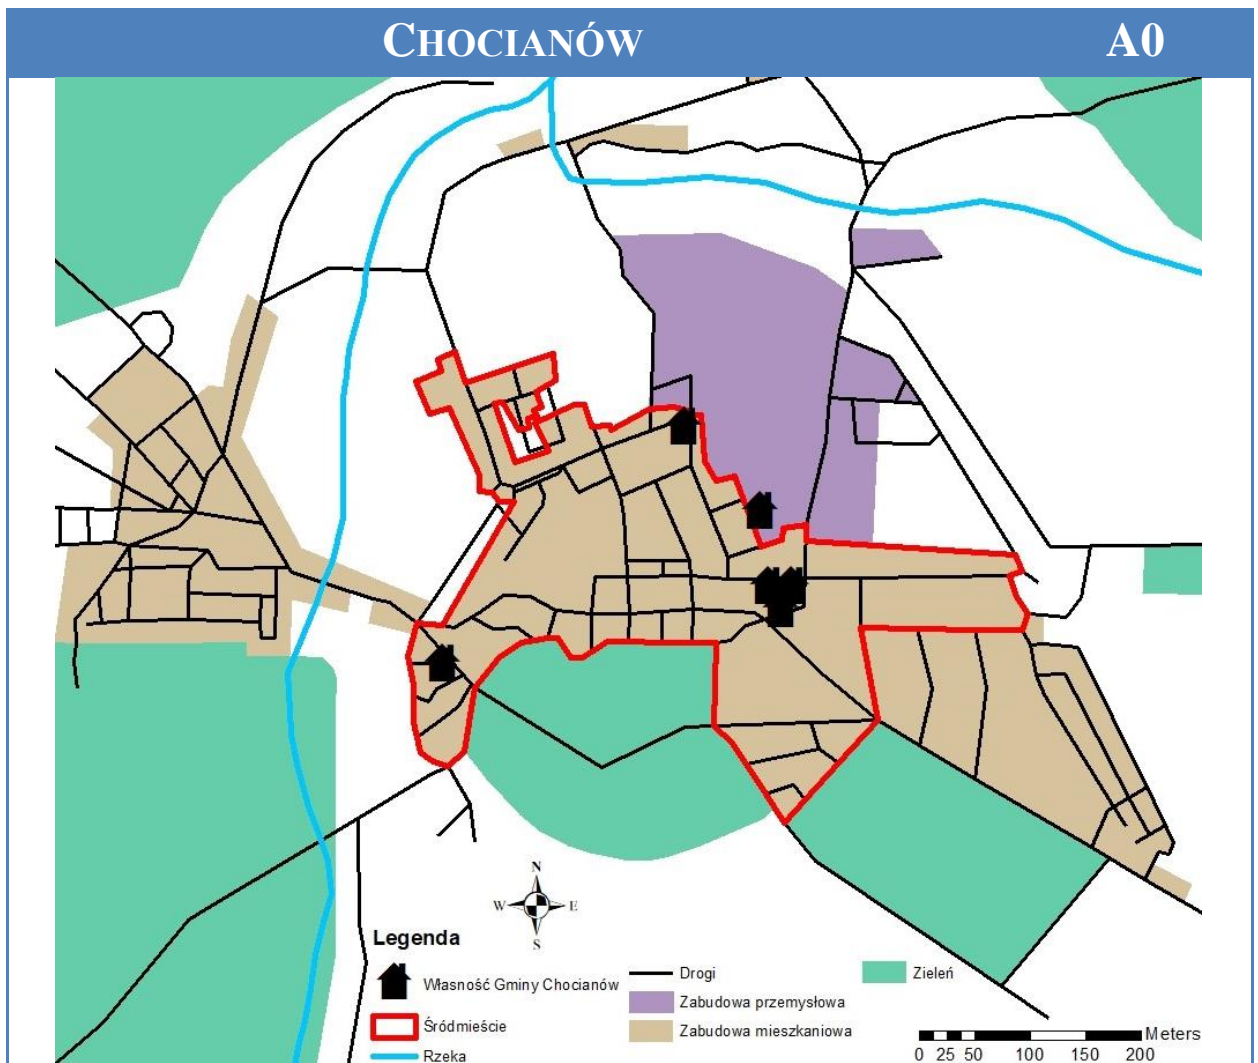 CHOCIANÓW A0
N
W E
S
Legenda
Własność Gminy Chocianów
Śródmieście
Rzeka
Drogi
Zabudowa przemysłowa
Zabudowa mieszkaniowa
Zieleń
Meters
0 25 50 100 150 200